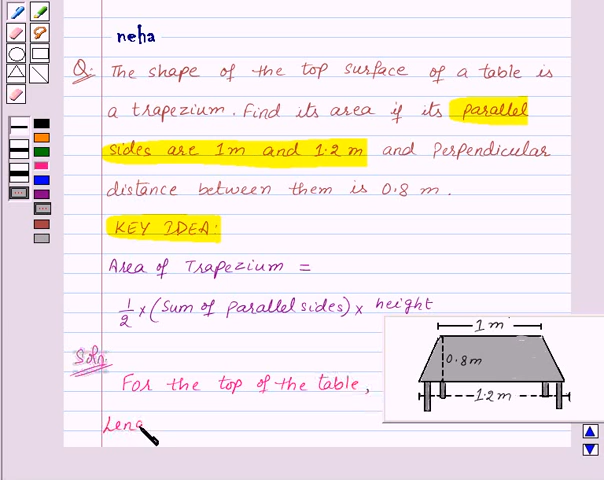 neha
Q: The shape of the top surface of a table is
a trapezium. Find its area if its parallel
sides are 1m and 1.2 m and perpendicular
distance between them is 0.8 m.
KEY IDEA:
Area of Trapezium =
1/2 × (Sum of parallel sides) × height
1 m
0.8m
1.2 m
Soln:
For the top of the table,
Leng